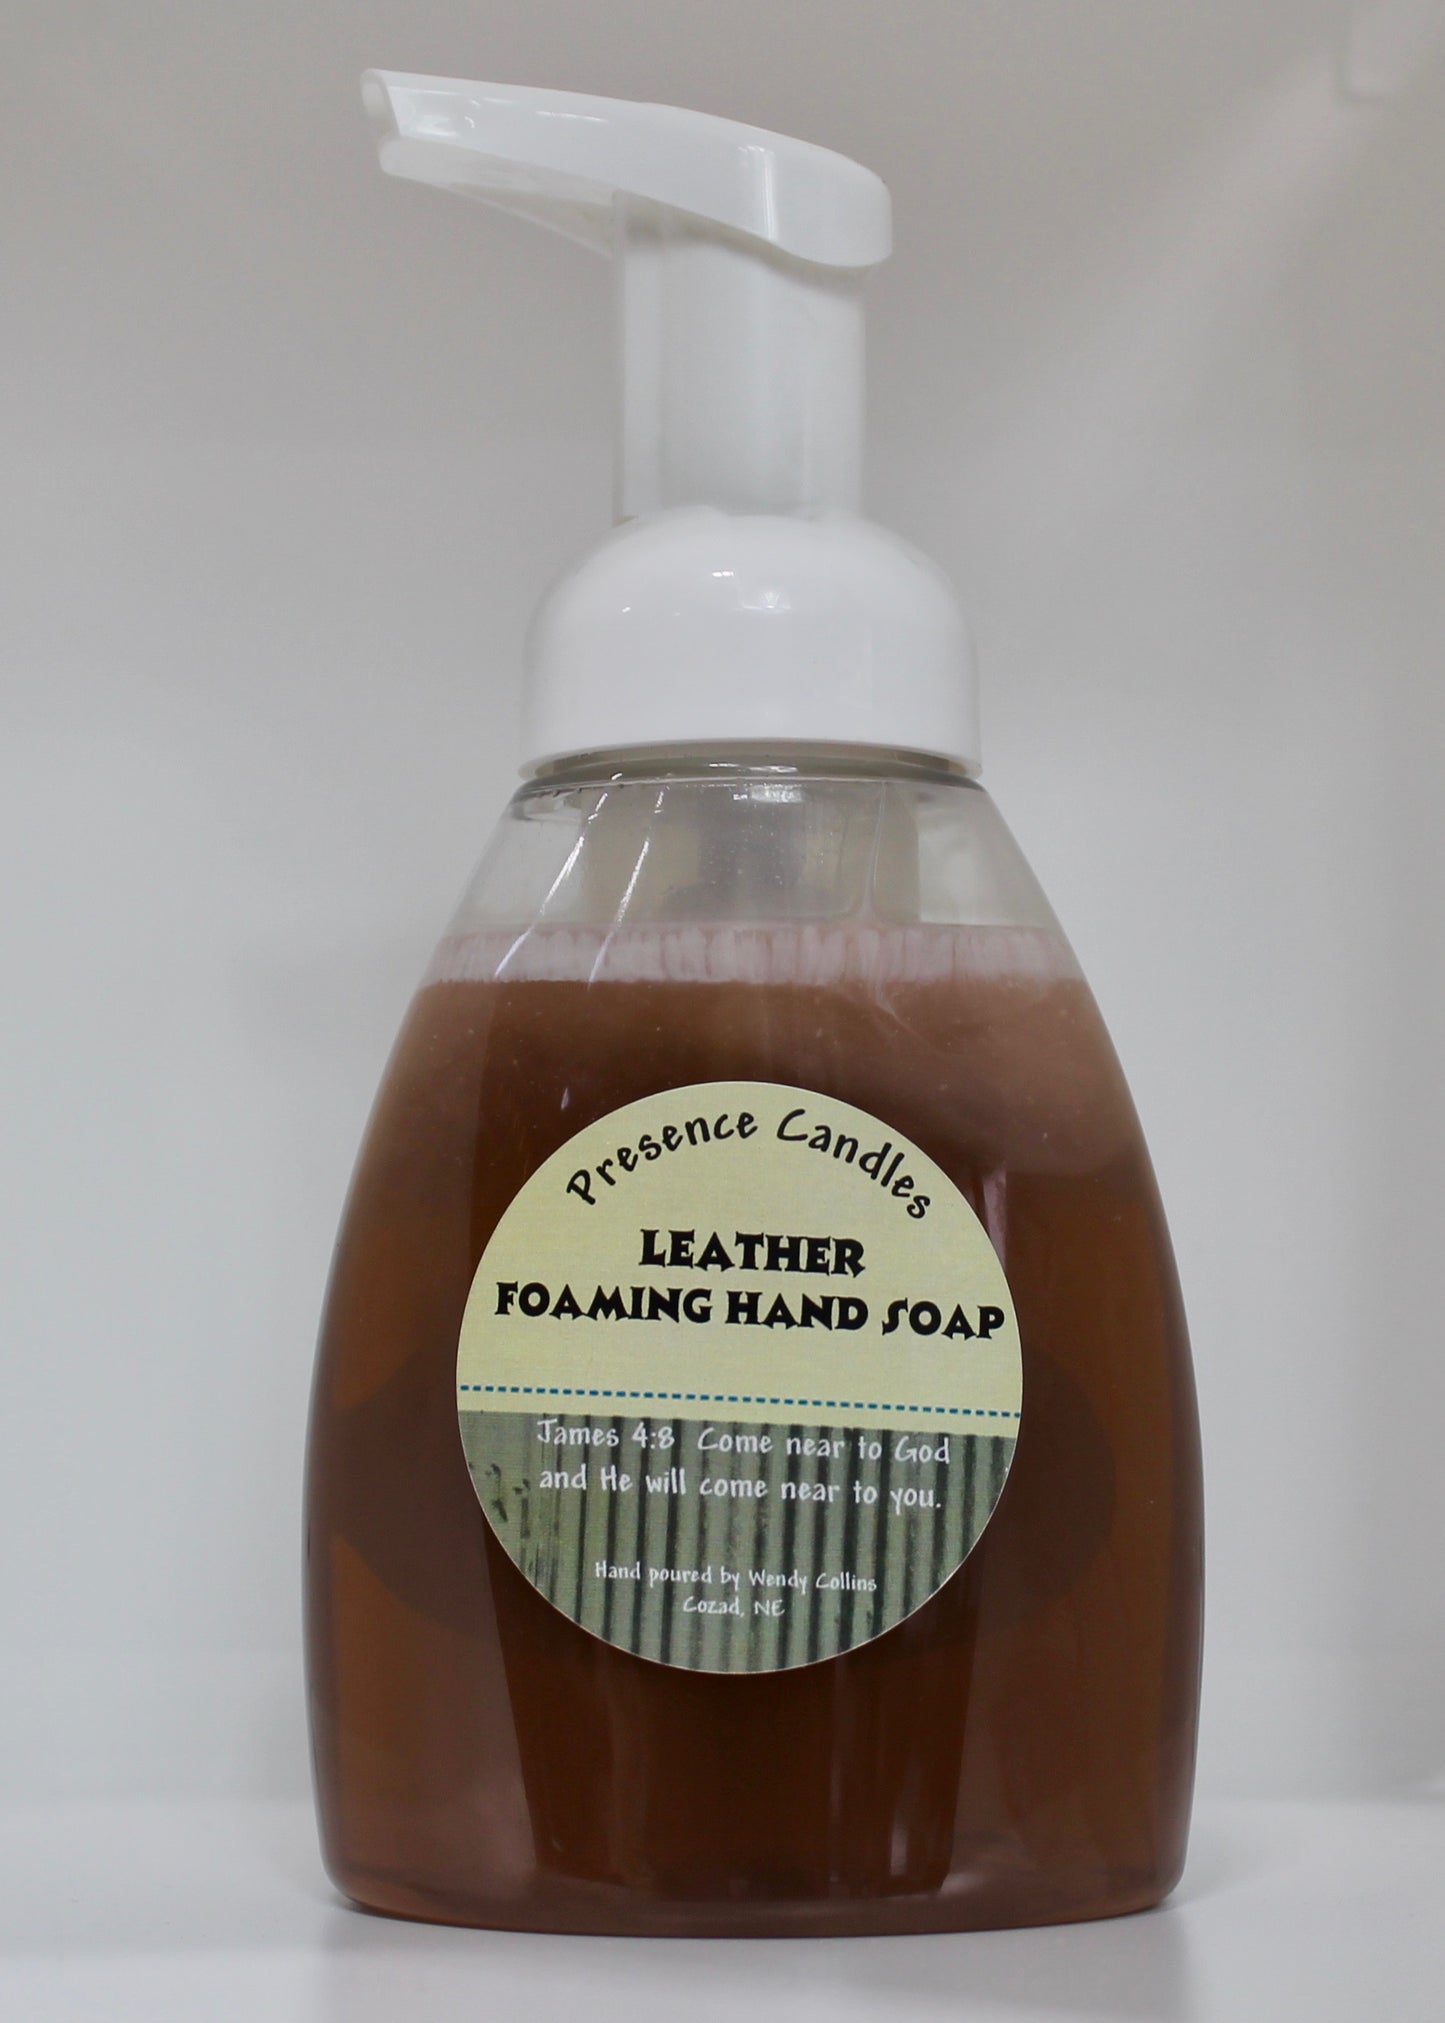 Presence Candles
LEATHER
FOAMING HAND SOAP
James 4:8 Come near to God
and He will come near to you.
Hand poured by Wendy Collins
Cozad, NE